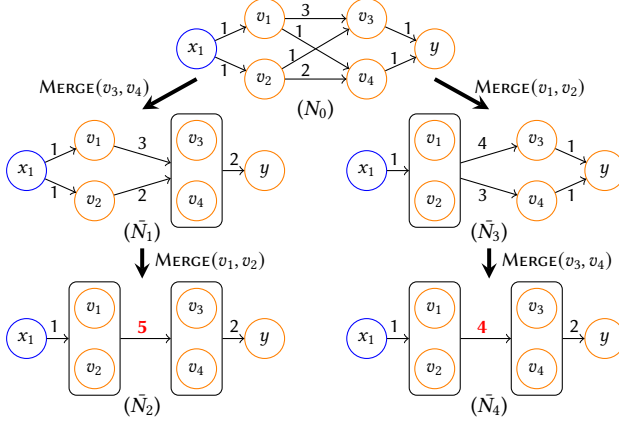 1 v₁ 3 v₃ 1
x₁ 1 1 y
1 v₂ 2 v₄ 1
MERGE(v₃, v₄) (N₀) MERGE(v₁, v₂)
1 v₁ 3 v₃ v₁ 4 v₃ 1
x₁ 2 y x₁ 1 y
1 v₂ 2 v₄ v₂ 3 v₄ 1
(N̄₁) (N̄₃)
MERGE(v₁, v₂) MERGE(v₃, v₄)
v₁ v₃ v₁ v₃
x₁ 1 5 2 y x₁ 1 4 2 y
v₂ v₄ v₂ v₄
(N̄₂) (N̄₄)